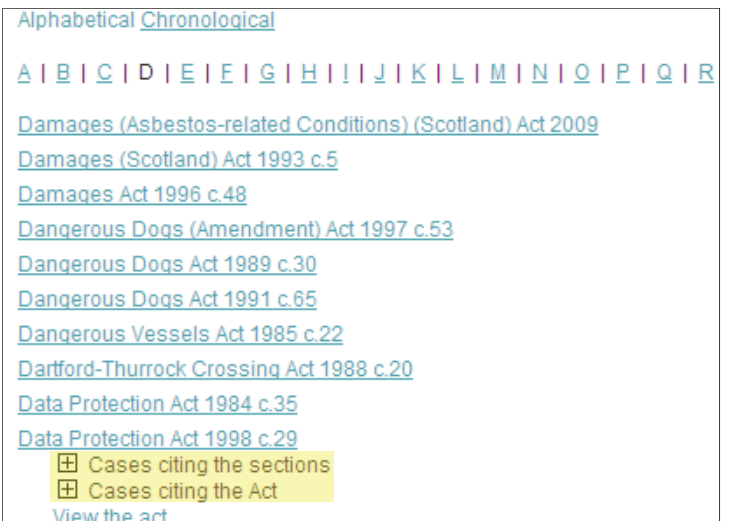 Alphabetical Chronological
A | B | C | D | E | F | G | H | I | J | K | L | M | N | O | P | Q | R
Damages (Asbestos-related Conditions) (Scotland) Act 2009
Damages (Scotland) Act 1993 c.5
Damages Act 1996 c.48
Dangerous Dogs (Amendment) Act 1997 c.53
Dangerous Dogs Act 1989 c.30
Dangerous Dogs Act 1991 c.65
Dangerous Vessels Act 1985 c.22
Dartford-Thurrock Crossing Act 1988 c.20
Data Protection Act 1984 c.35
Data Protection Act 1998 c.29
Cases citing the sections
Cases citing the Act
View the act